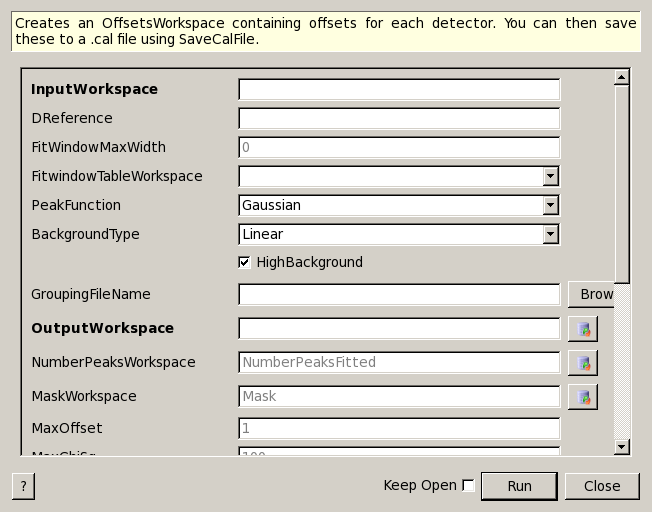 Creates an OffsetsWorkspace containing offsets for each detector. You can then save
these to a .cal file using SaveCalFile.
InputWorkspace
DReference
FitWindowMaxWidth 0
FitwindowTableWorkspace
PeakFunction Gaussian
BackgroundType Linear
HighBackground
GroupingFileName Brow
OutputWorkspace
NumberPeaksWorkspace NumberPeaksFitted
MaskWorkspace Mask
MaxOffset 1
MaxChiSq 100
? Keep Open Run Close